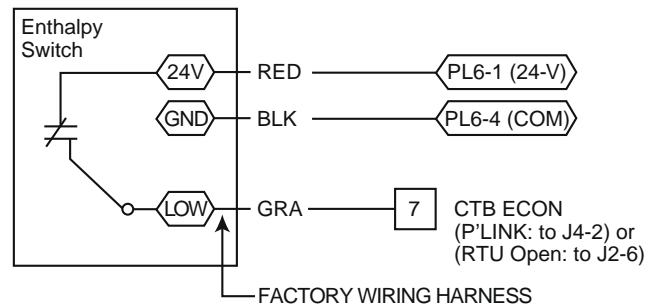 Enthalpy
Switch
24V RED PL6-1 (24-V)
GND BLK PL6-4 (COM)
LOW GRA 7 CTB ECON
(P'LINK: to J4-2) or
(RTU Open: to J2-6)
FACTORY WIRING HARNESS